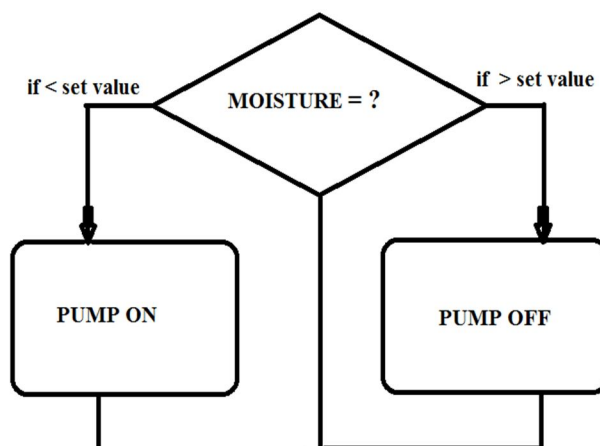 if < set value
if > set value
MOISTURE = ?
PUMP ON
PUMP OFF